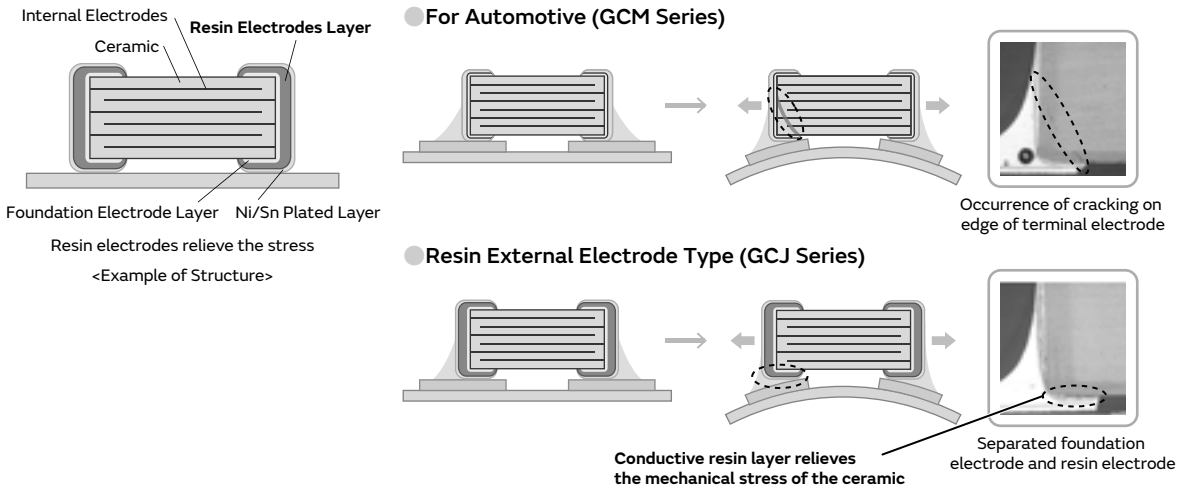 Internal Electrodes
Resin Electrodes Layer
Ceramic
Foundation Electrode Layer
Ni/Sn Plated Layer
Resin electrodes relieve the stress
<Example of Structure>
For Automotive (GCM Series)
Occurrence of cracking on
edge of terminal electrode
Resin External Electrode Type (GCJ Series)
Conductive resin layer relieves
the mechanical stress of the ceramic
Separated foundation
electrode and resin electrode